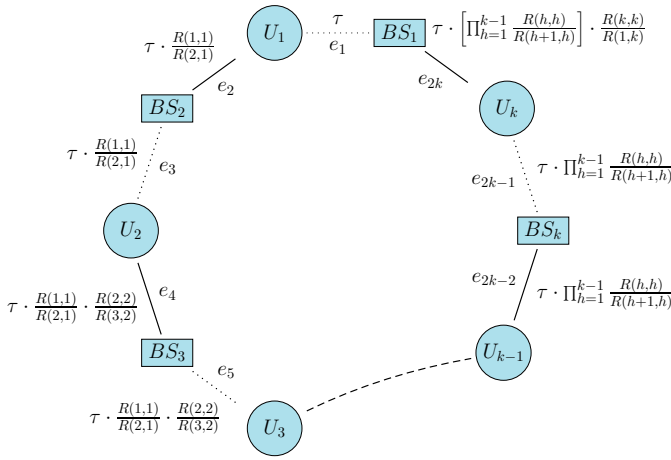 τ
U_1
e_1
BS_1
τ · [∏_{h=1}^{k-1} R(h,h)/R(h+1,h)] · R(k,k)/R(1,k)
τ · R(1,1)/R(2,1)
e_2
e_{2k}
BS_2
U_k
τ · R(1,1)/R(2,1)
e_3
e_{2k-1}
τ · ∏_{h=1}^{k-1} R(h,h)/R(h+1,h)
U_2
BS_k
e_4
e_{2k-2}
τ · R(1,1)/R(2,1) · R(2,2)/R(3,2)
τ · ∏_{h=1}^{k-1} R(h,h)/R(h+1,h)
BS_3
U_{k-1}
e_5
τ · R(1,1)/R(2,1) · R(2,2)/R(3,2)
U_3